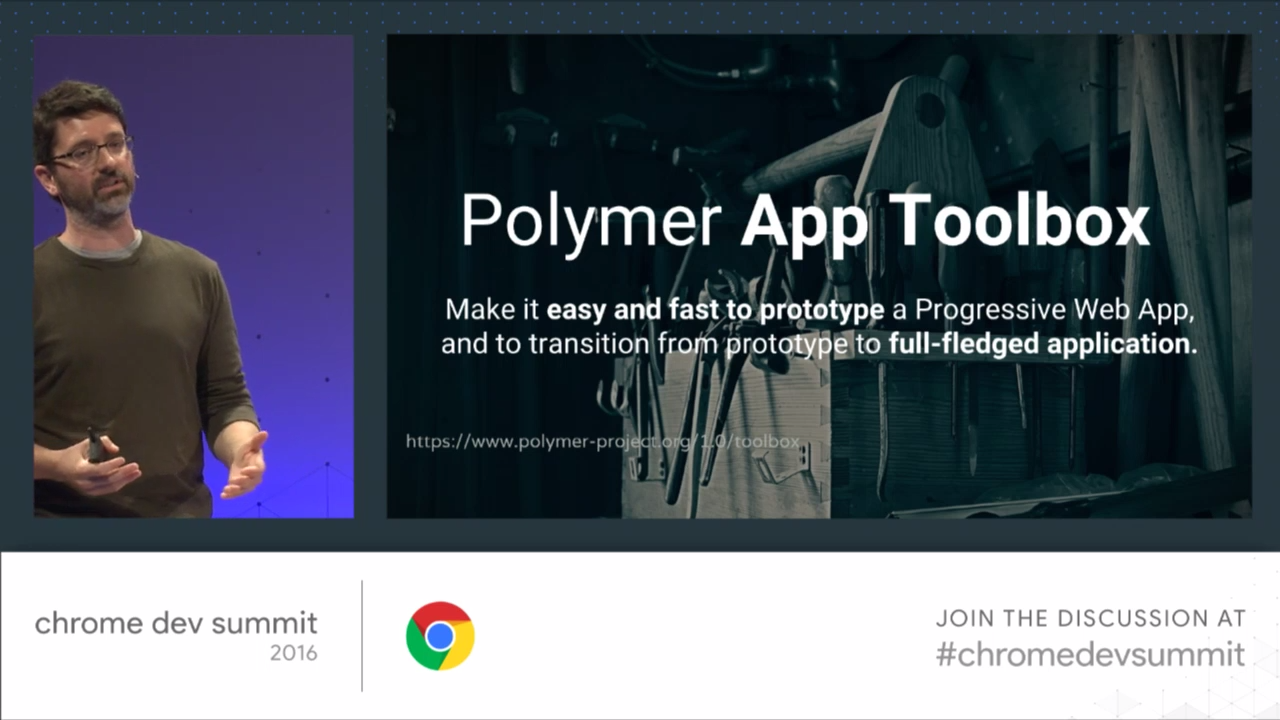 Polymer App Toolbox
Make it easy and fast to prototype a Progressive Web App,
and to transition from prototype to full-fledged application.
https://www.polymer-project.org/1.0/toolbox
chrome dev summit
2016
JOIN THE DISCUSSION AT
#chromedevsummit